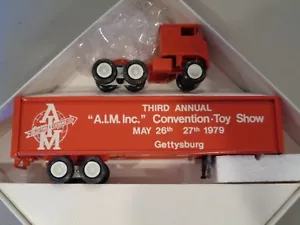 THIRD ANNUAL
"A.I.M. Inc." Convention-Toy Show
MAY 26th 27th 1979
Gettysburg
A
I
M